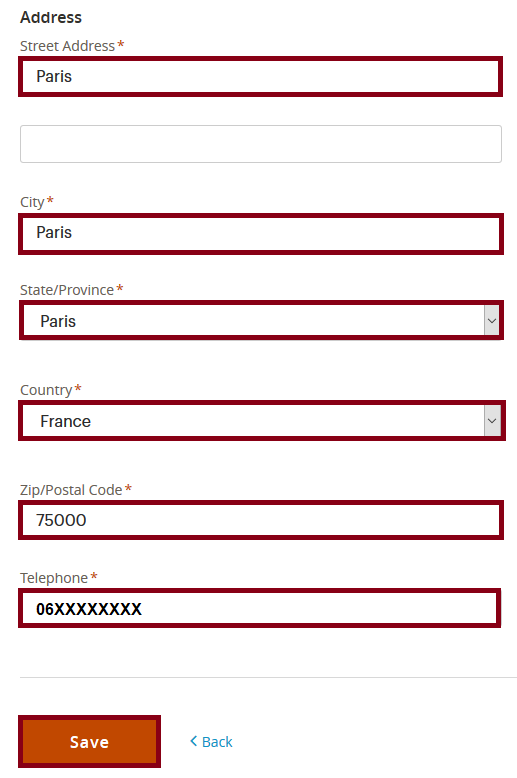 Address
Street Address*
Paris
City*
Paris
State/Province*
Paris
Country*
France
Zip/Postal Code*
75000
Telephone*
06XXXXXXXX
Save
Back